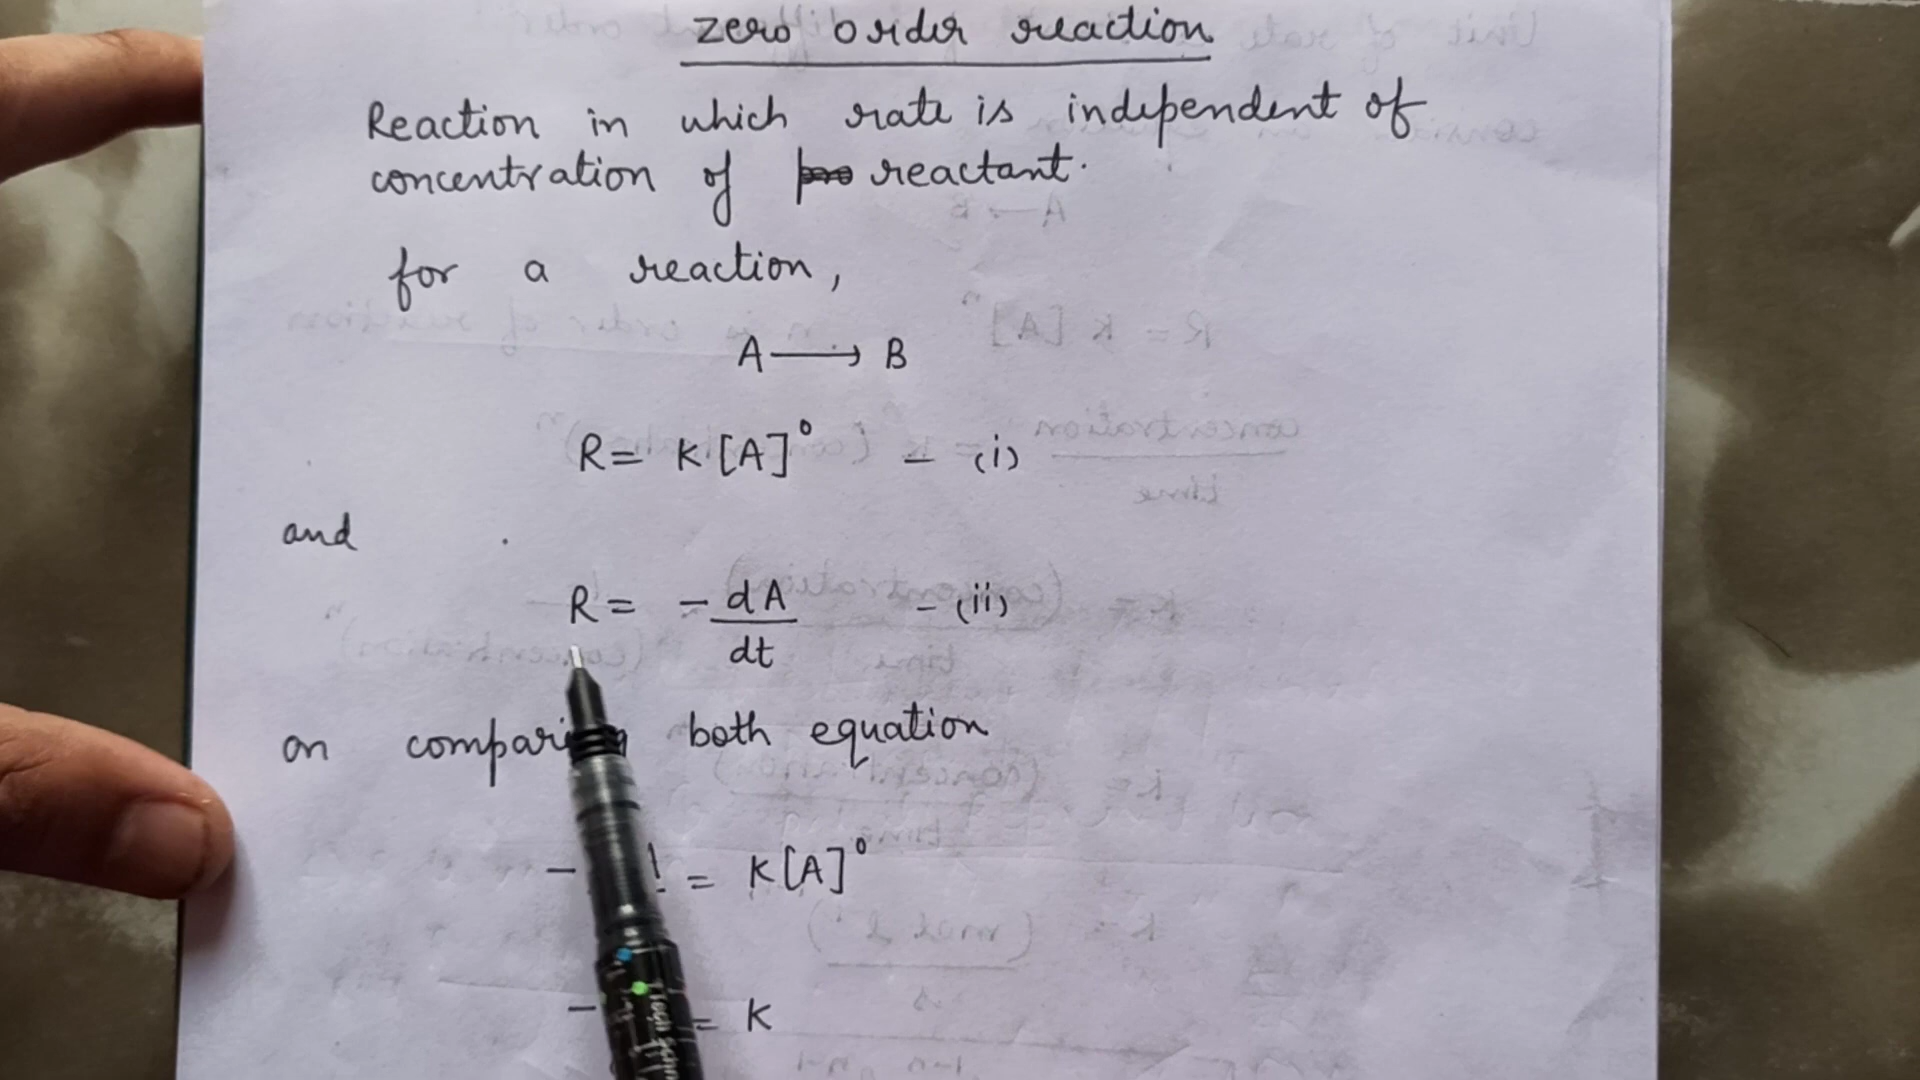 zero order reaction
Reaction in which rate is independent of
concentration of reactant.
for a reaction,
A ⟶ B
R = K[A]⁰ - (i)
and
R = - dA/dt - (ii)
on both equation
- = K[A]⁰
- = K